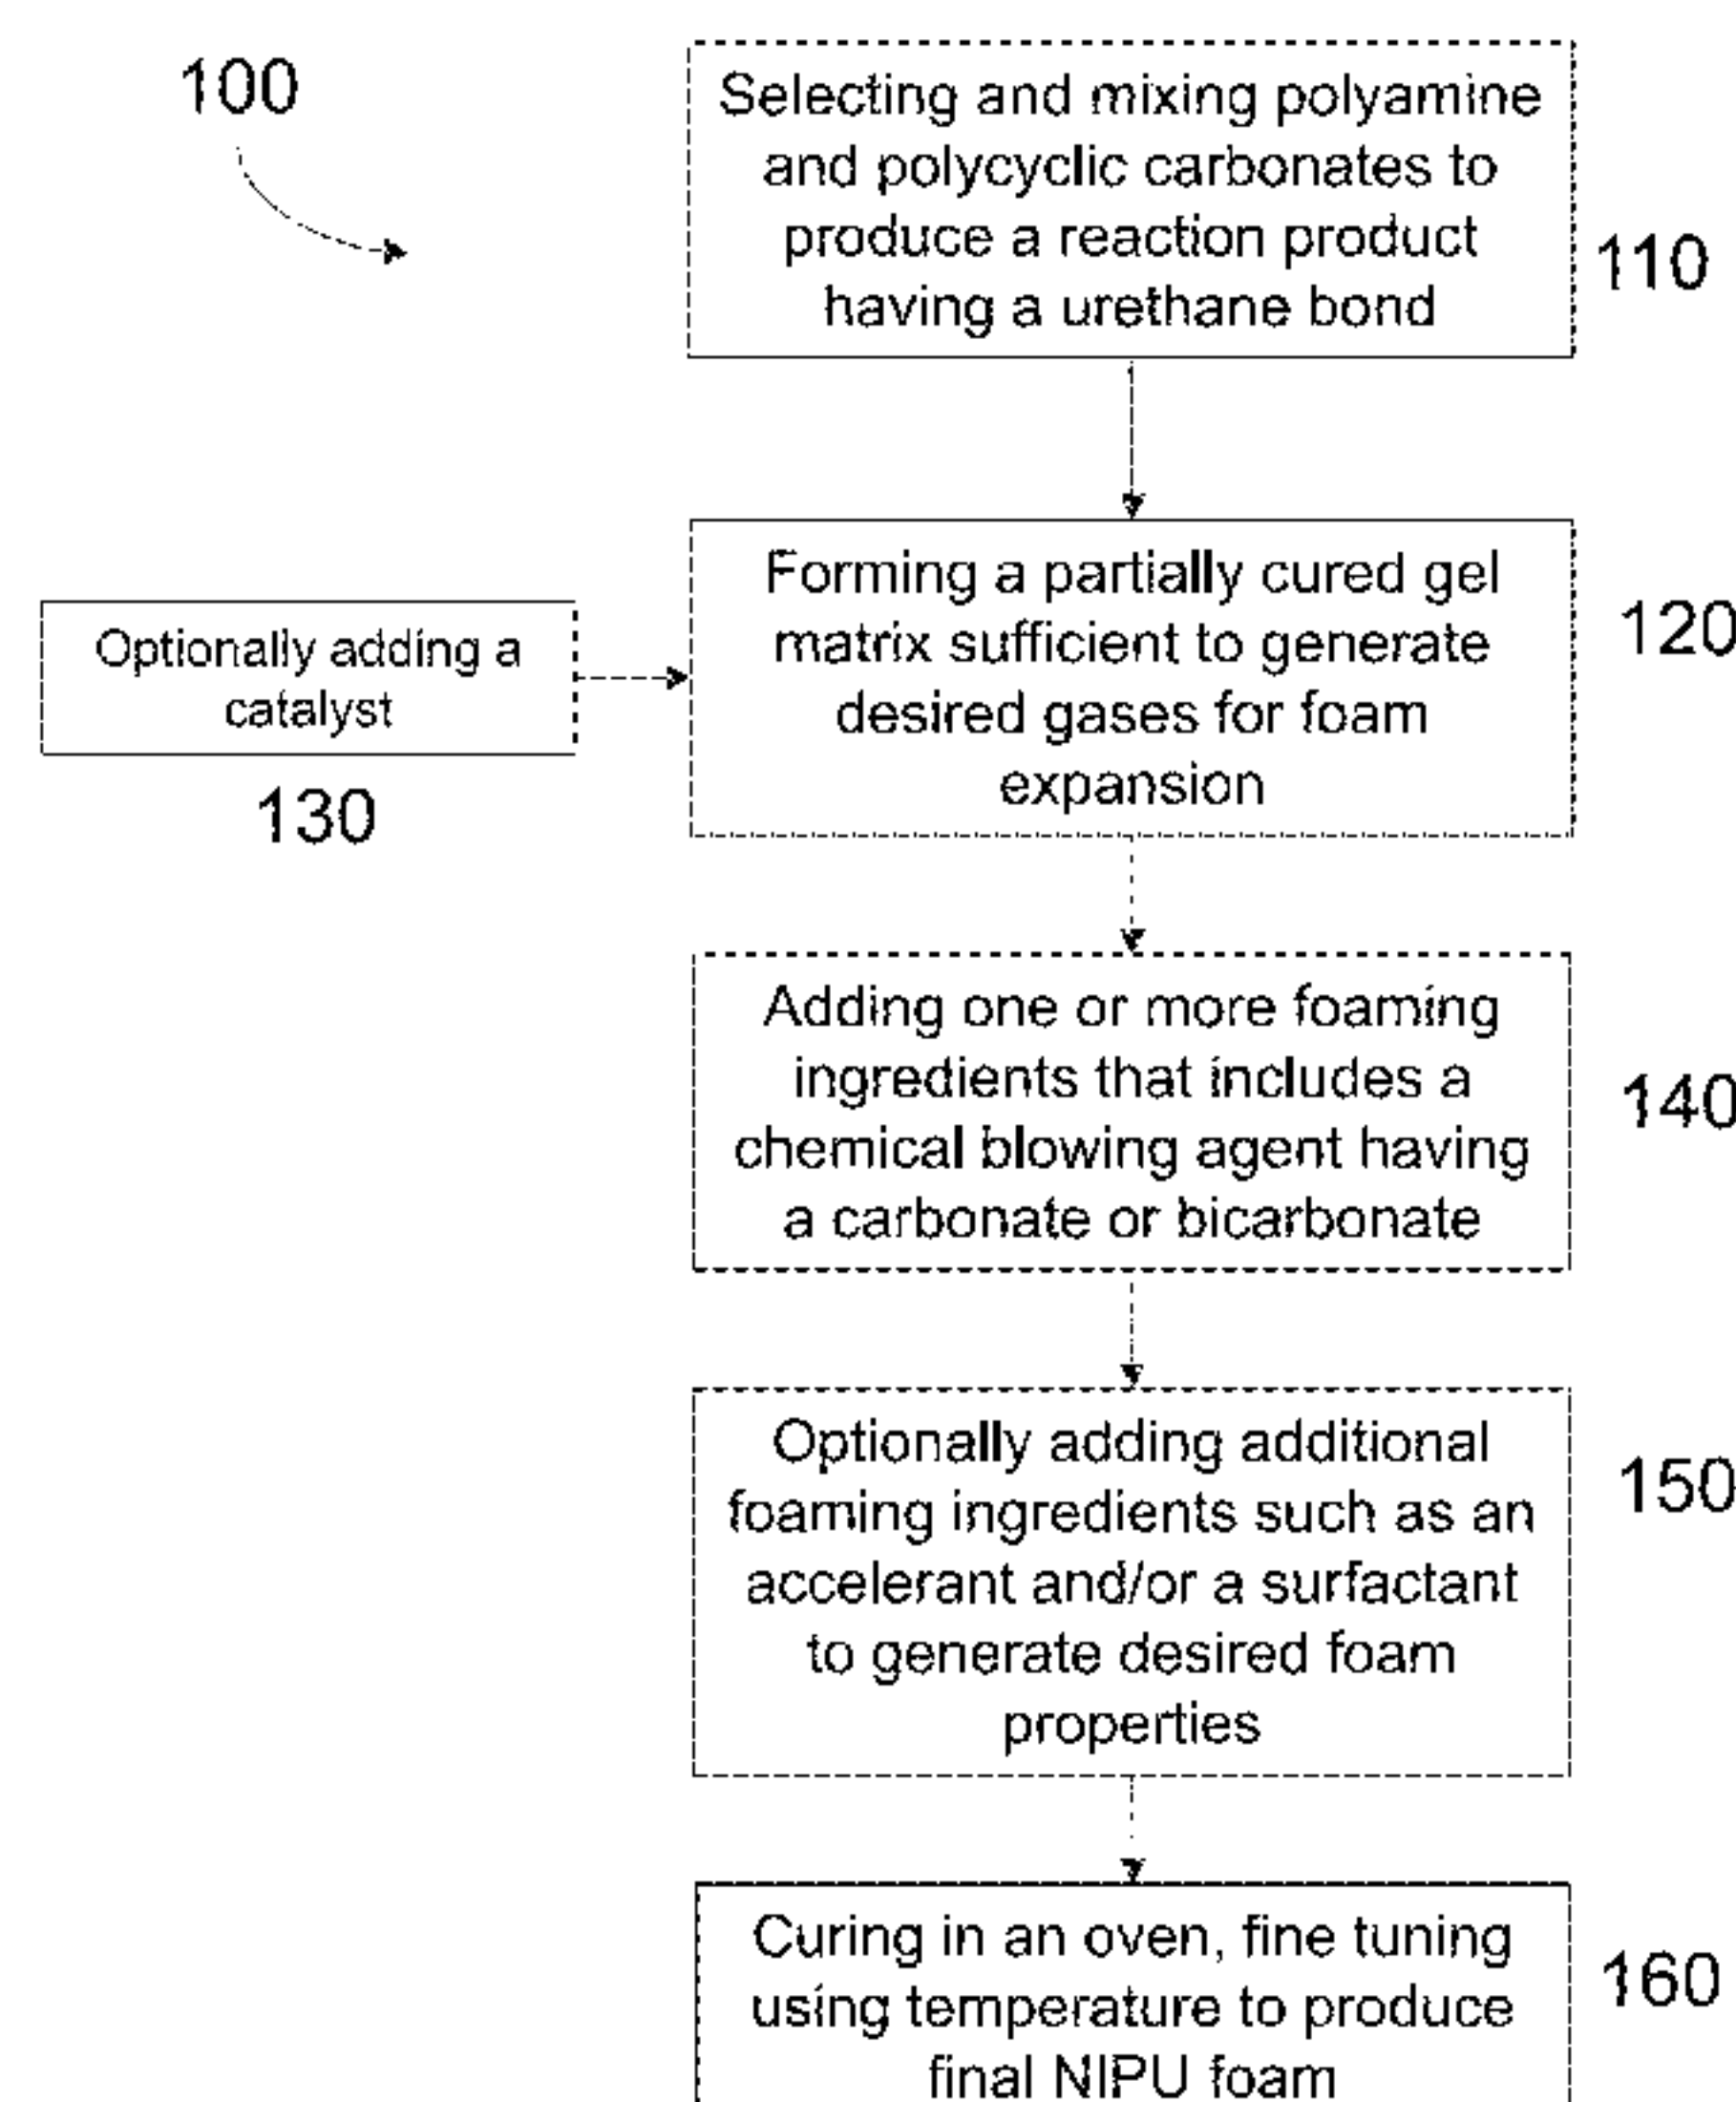 100
Selecting and mixing polyamine
and polycyclic carbonates to
produce a reaction product
having a urethane bond
110
Forming a partially cured gel
matrix sufficient to generate
desired gases for foam
expansion
120
Optionally adding a
catalyst
130
Adding one or more foaming
ingredients that includes a
chemical blowing agent having
a carbonate or bicarbonate
140
Optionally adding additional
foaming ingredients such as an
accelerant and/or a surfactant
to generate desired foam
properties
150
Curing in an oven, fine tuning
using temperature to produce
final NIPU foam
160